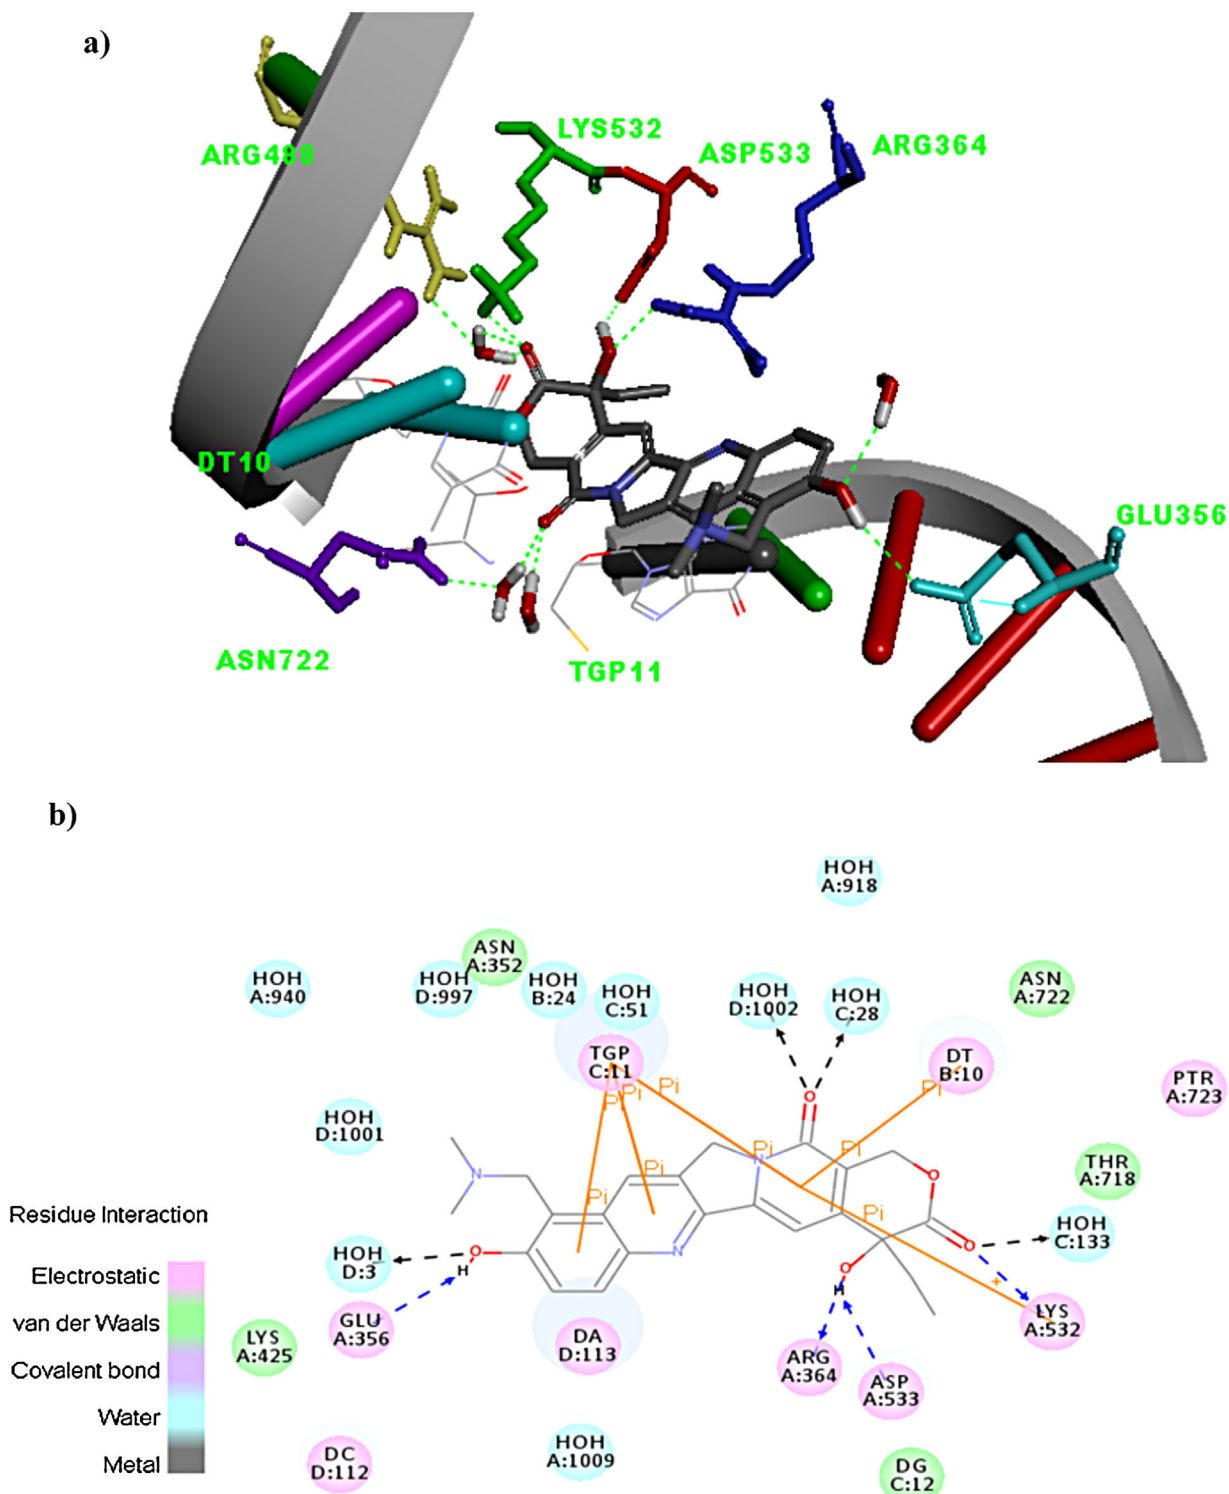 a)
LYS532
ASP533
ARG364
ARG488
DT10
GLU356
ASN722
TGP11
b)
HOH
A:918
ASN
A:352
HOH
A:940
HOH
D:997
HOH
B:24
HOH
C:51
HOH
D:1002
HOH
C:28
ASN
A:722
TGP
C:11
DT
B:10
PTR
A:723
Pi
Pi
Pi
Pi
HOH
D:1001
Pi
Pi
Pi
N
O
N
O
THR
A:718
Pi
Pi
Residue Interaction
HOH
D:3
O
H
N
O
H
O
HOH
C:133
+
Electrostatic
van der Waals
Covalent bond
Water
Metal
GLU
A:356
LYS
A:425
DA
D:113
ARG
A:364
ASP
A:533
LYS
A:532
DC
D:112
HOH
A:1009
DG
C:12